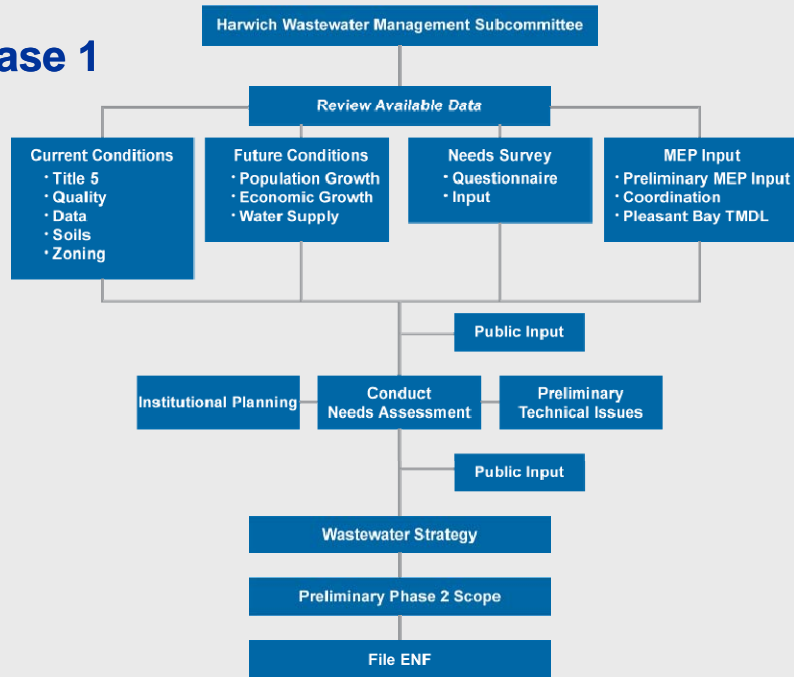 Harwich Wastewater Management Subcommittee
ase 1
Review Available Data
Current Conditions
· Title 5
· Quality
· Data
· Soils
· Zoning
Future Conditions
· Population Growth
· Economic Growth
· Water Supply
Needs Survey
· Questionnaire
· Input
MEP Input
· Preliminary MEP Input
· Coordination
· Pleasant Bay TMDL
Public Input
Institutional Planning
Conduct
Needs Assessment
Preliminary
Technical Issues
Public Input
Wastewater Strategy
Preliminary Phase 2 Scope
File ENF